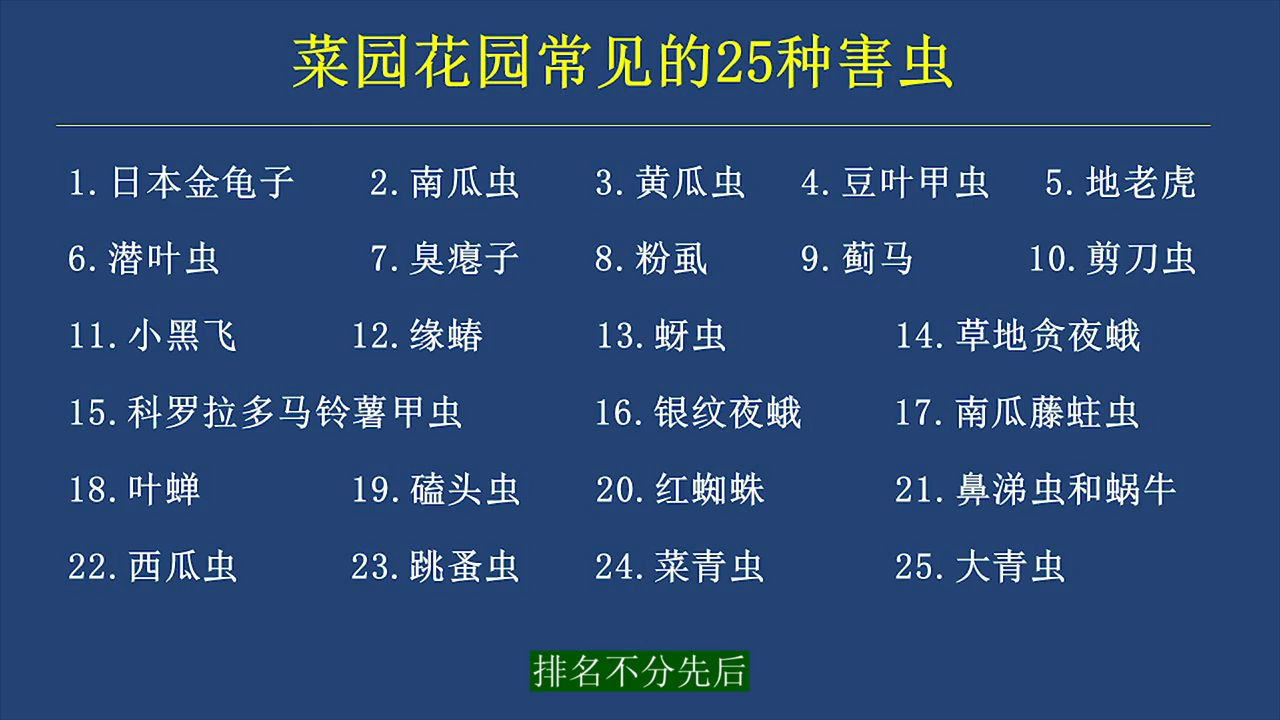 菜园花园常见的25种害虫
1.日本金龟子 2.南瓜虫 3.黄瓜虫 4.豆叶甲虫 5.地老虎
6.潜叶虫 7.臭瘪子 8.粉虱 9.蓟马 10.剪刀虫
11.小黑飞 12.缘蝽 13.蚜虫 14.草地贪夜蛾
15.科罗拉多马铃薯甲虫 16.银纹夜蛾 17.南瓜藤蛀虫
18.叶蝉 19.磕头虫 20.红蜘蛛 21.鼻涕虫和蜗牛
22.西瓜虫 23.跳蚤虫 24.菜青虫 25.大青虫
排名不分先后